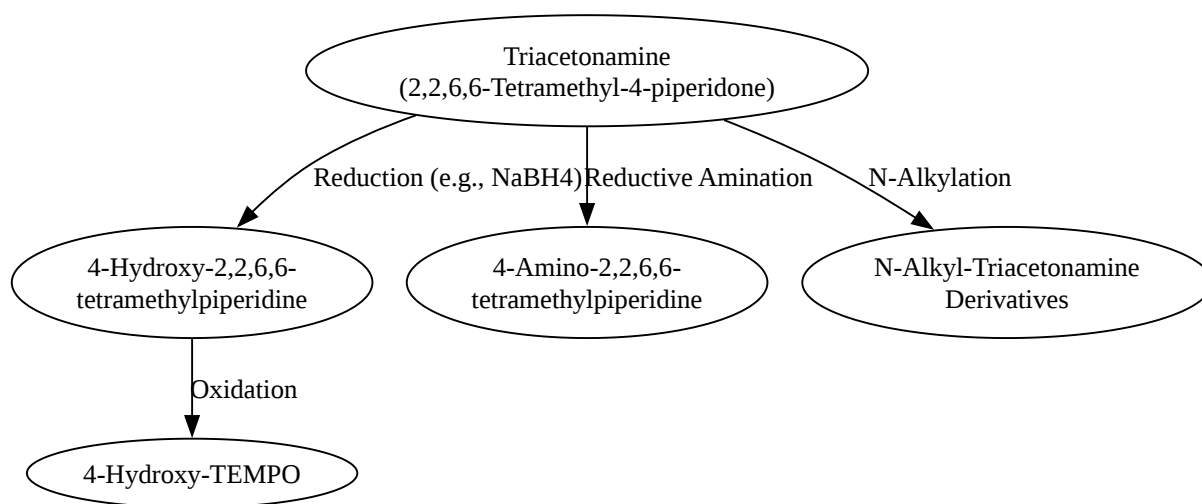 Triacetonamine
(2,2,6,6-Tetramethyl-4-piperidone)
Reduction (e.g., NaBH4)
Reductive Amination
N-Alkylation
4-Hydroxy-2,2,6,6-
tetramethylpiperidine
4-Amino-2,2,6,6-
tetramethylpiperidine
N-Alkyl-Triacetonamine
Derivatives
Oxidation
4-Hydroxy-TEMPO